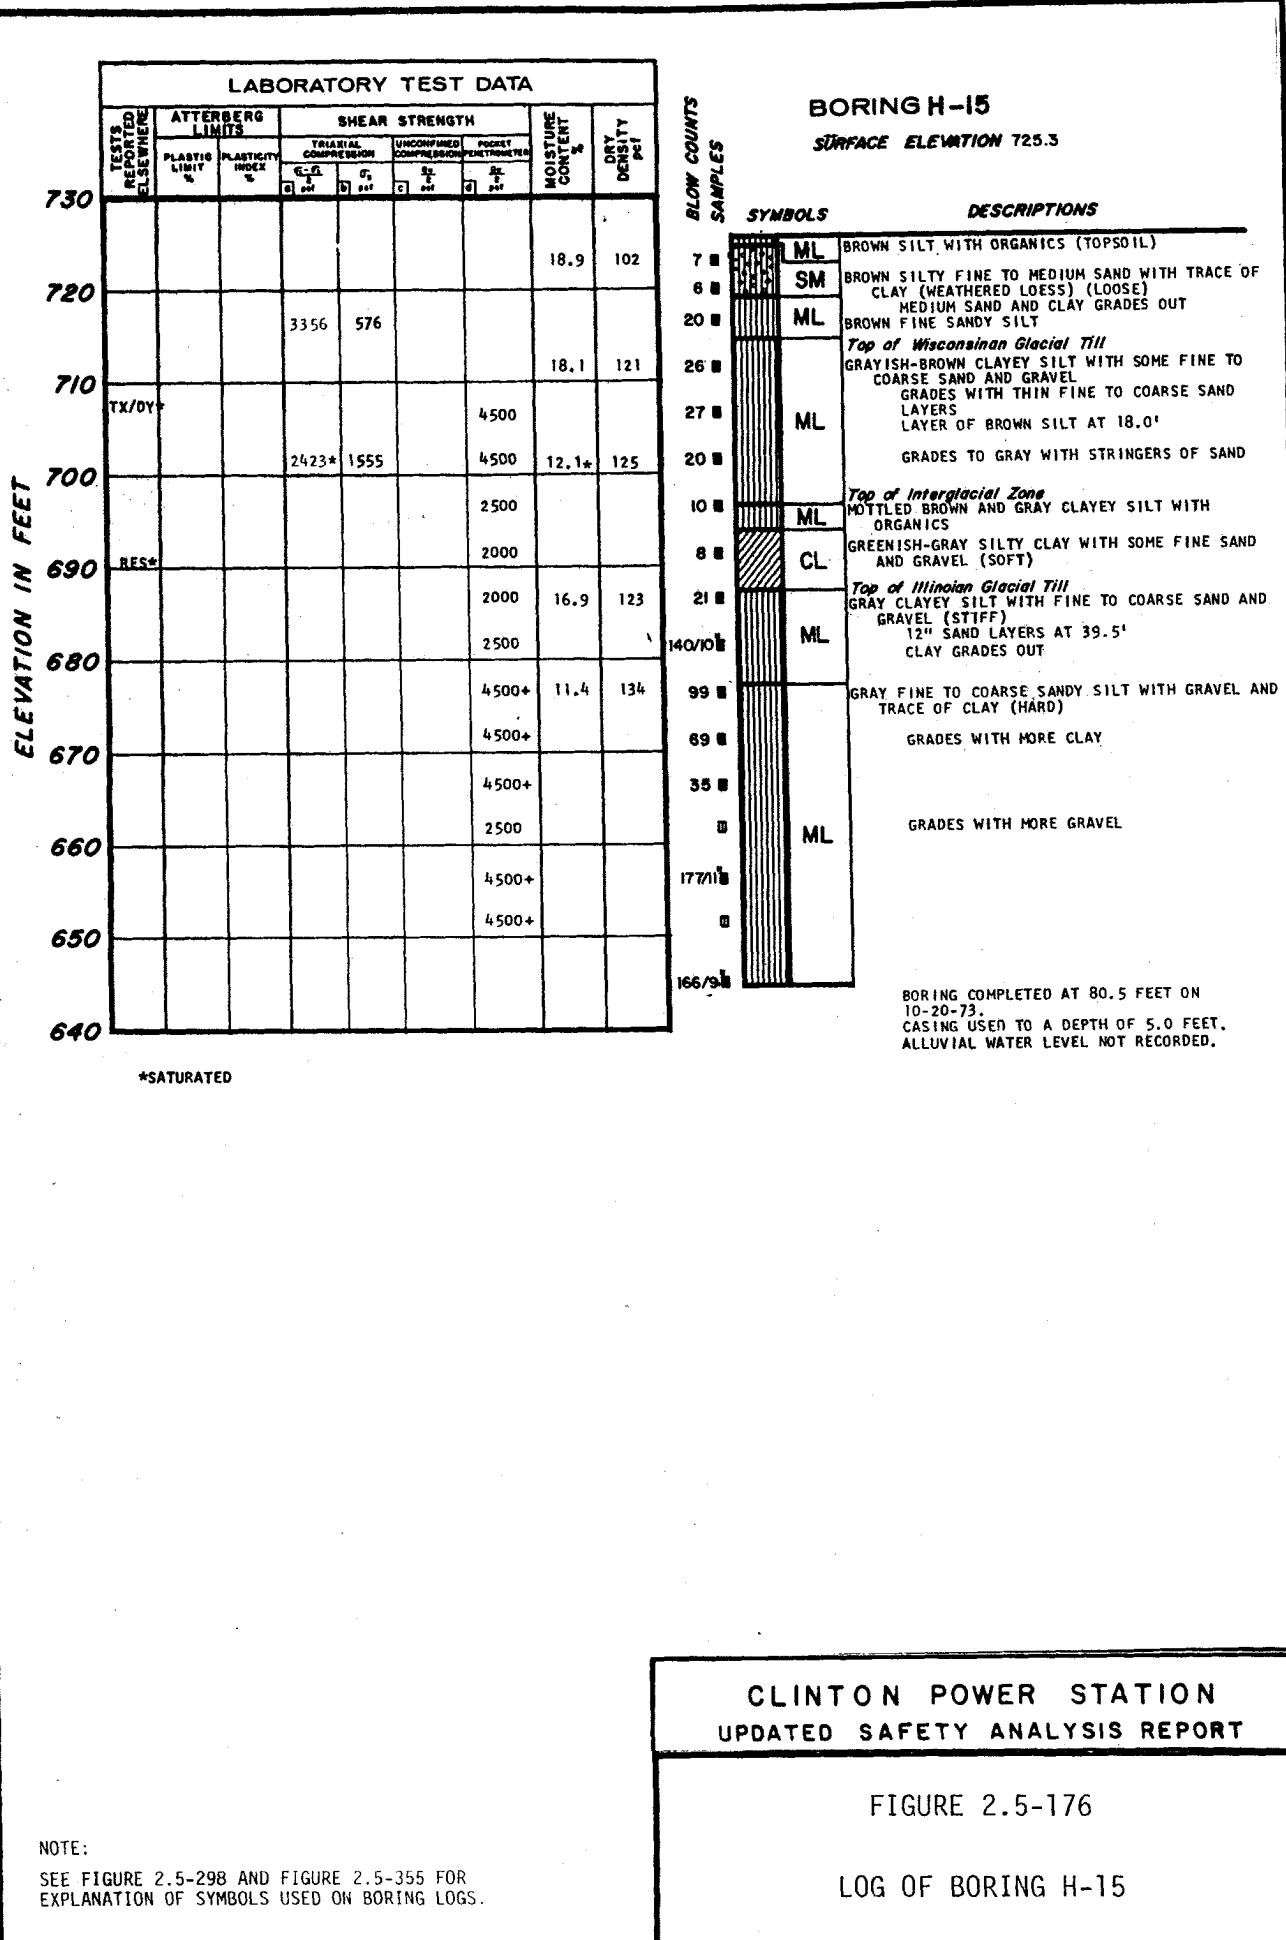 LABORATORY TEST DATA
TESTS REPORTED ELSEWHERE
ATTERBERG LIMITS
SHEAR STRENGTH
PLASTIC LIMIT %
PLASTICITY INDEX %
TRIAXIAL COMPRESSION
UNCONFINED COMPRESSION
POCKET PENETROMETER
a psf
b psf
c psf
d psf
MOISTURE CONTENT %
DRY DENSITY pcf
BLOW COUNTS
SAMPLES
BORING H-15
SURFACE ELEVATION 725.3
SYMBOLS
DESCRIPTIONS
ELEVATION IN FEET
730
18.9 102
720
3356 576
18.1 121
710
TX/DY*
4500
2423* 1555 4500 12.1* 125
700
2500
2000
690 RES*
2000 16.9 123
2500
680
4500+ 11.4 134
4500+
670
4500+
2500
660
4500+
4500+
650
640
*SATURATED
7 ML BROWN SILT WITH ORGANICS (TOPSOIL)
6 SM BROWN SILTY FINE TO MEDIUM SAND WITH TRACE OF
CLAY (WEATHERED LOESS) (LOOSE)
MEDIUM SAND AND CLAY GRADES OUT
20 ML BROWN FINE SANDY SILT
Top of Wisconsinan Glacial Till
26 GRAYISH-BROWN CLAYEY SILT WITH SOME FINE TO
COARSE SAND AND GRAVEL
GRADES WITH THIN FINE TO COARSE SAND
27 ML LAYERS
LAYER OF BROWN SILT AT 18.0'
20 GRADES TO GRAY WITH STRINGERS OF SAND
Top of Interglacial Zone
10 ML MOTTLED BROWN AND GRAY CLAYEY SILT WITH
ORGANICS
8 CL GREENISH-GRAY SILTY CLAY WITH SOME FINE SAND
AND GRAVEL (SOFT)
Top of Illinoian Glacial Till
21 GRAY CLAYEY SILT WITH FINE TO COARSE SAND AND
GRAVEL (STIFF)
ML 12" SAND LAYERS AT 39.5'
140/10" CLAY GRADES OUT
99 GRAY FINE TO COARSE SANDY SILT WITH GRAVEL AND
TRACE OF CLAY (HARD)
69 GRADES WITH MORE CLAY
35
ML GRADES WITH MORE GRAVEL
177/11"
166/9"
BORING COMPLETED AT 80.5 FEET ON
10-20-73.
CASING USED TO A DEPTH OF 5.0 FEET.
ALLUVIAL WATER LEVEL NOT RECORDED.
CLINTON POWER STATION
UPDATED SAFETY ANALYSIS REPORT
FIGURE 2.5-176
LOG OF BORING H-15
NOTE:
SEE FIGURE 2.5-298 AND FIGURE 2.5-355 FOR
EXPLANATION OF SYMBOLS USED ON BORING LOGS.